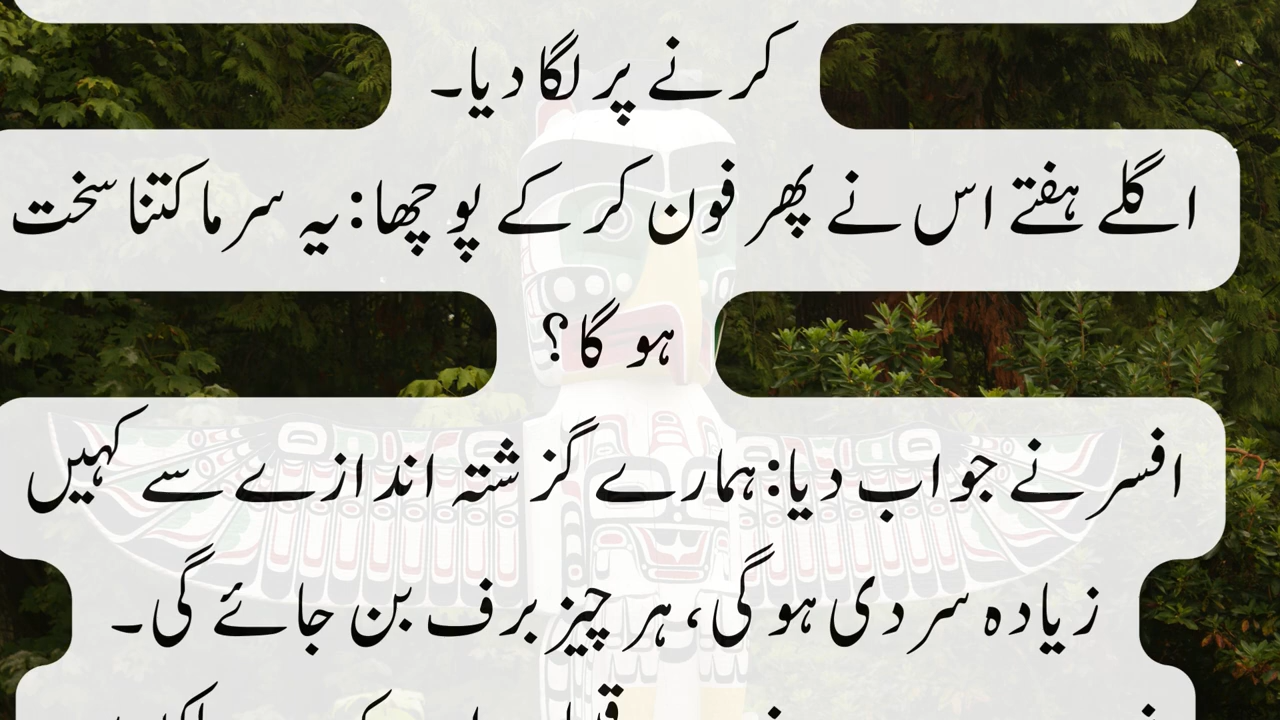 کرنے پر لگا دیا۔
اگلے ہفتے اس نے پھر فون کر کے پوچھا: یہ سرما کتنا سخت
ہو گا؟
افسر نے جواب دیا: ہمارے گزشتہ اندازے سے کہیں
زیادہ سردی ہو گی، ہر چیز برف بن جائے گی۔